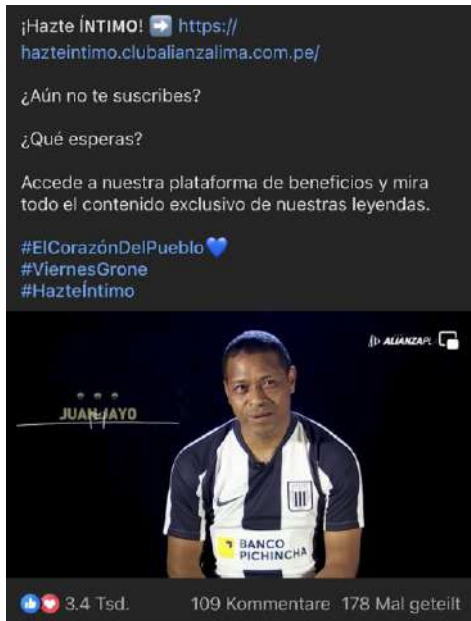 ¡Hazte ÍNTIMO! ➡️ https://
hazteintimo.clubalianzalima.com.pe/
¿Aún no te suscribes?
¿Qué esperas?
Accede a nuestra plataforma de beneficios y mira
todo el contenido exclusivo de nuestras leyendas.
#ElCorazónDelPueblo💙
#ViernesGrone
#HazteÍntimo
ALIANZA
JUAN JAYO
BANCO
PICHINCHA
3.4 Tsd. 109 Kommentare 178 Mal geteilt